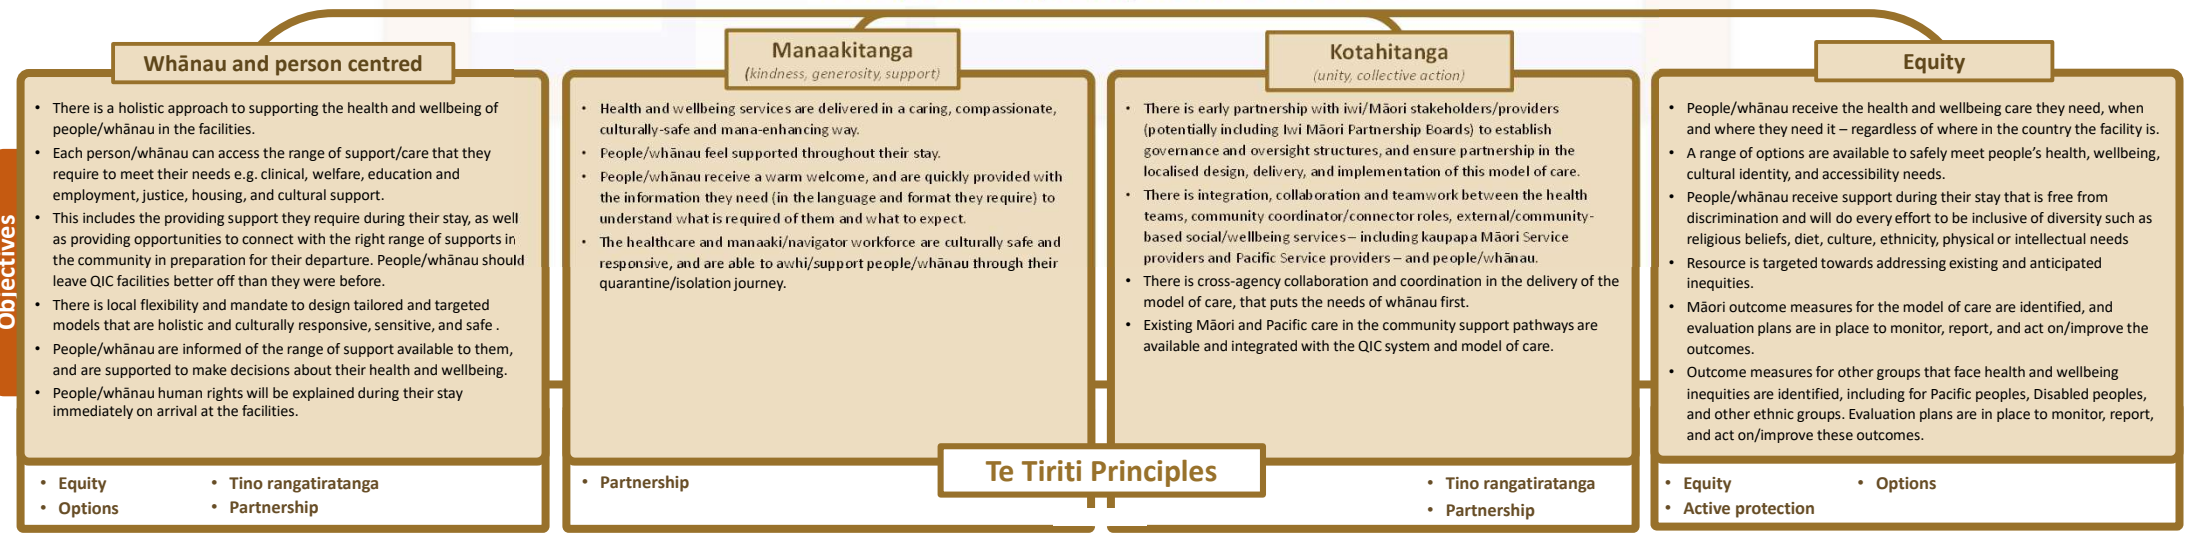 Objectives
Whānau and person centred
• There is a holistic approach to supporting the health and wellbeing of
people/whānau in the facilities.
• Each person/whānau can access the range of support/care that they
require to meet their needs e.g. clinical, welfare, education and
employment, justice, housing, and cultural support.
• This includes the providing support they require during their stay, as well
as providing opportunities to connect with the right range of supports in
the community in preparation for their departure. People/whānau should
leave QIC facilities better off than they were before.
• There is local flexibility and mandate to design tailored and targeted
models that are holistic and culturally responsive, sensitive, and safe .
• People/whānau are informed of the range of support available to them,
and are supported to make decisions about their health and wellbeing.
• People/whānau human rights will be explained during their stay
immediately on arrival at the facilities.
• Equity
• Options
• Tino rangatiratanga
• Partnership
Manaakitanga
(kindness, generosity, support)
• Health and wellbeing services are delivered in a caring, compassionate,
culturally-safe and mana-enhancing way.
• People/whānau feel supported throughout their stay.
• People/whānau receive a warm welcome, and are quickly provided with
the information they need (in the language and format they require) to
understand what is required of them and what to expect.
• The healthcare and manaaki/navigator workforce are culturally safe and
responsive, and are able to awhi/support people/whānau through their
quarantine/isolation journey.
• Partnership
Te Tiriti Principles
Kotahitanga
(unity, collective action)
• There is early partnership with iwi/Māori stakeholders/providers
(potentially including Iwi Māori Partnership Boards) to establish
governance and oversight structures, and ensure partnership in the
localised design, delivery, and implementation of this model of care.
• There is integration, collaboration and teamwork between the health
teams, community coordinator/connector roles, external/community-
based social/wellbeing services – including kaupapa Māori Service
providers and Pacific Service providers – and people/whānau.
• There is cross-agency collaboration and coordination in the delivery of the
model of care, that puts the needs of whānau first.
• Existing Māori and Pacific care in the community support pathways are
available and integrated with the QIC system and model of care.
• Tino rangatiratanga
• Partnership
Equity
• People/whānau receive the health and wellbeing care they need, when
and where they need it – regardless of where in the country the facility is.
• A range of options are available to safely meet people's health, wellbeing,
cultural identity, and accessibility needs.
• People/whānau receive support during their stay that is free from
discrimination and will do every effort to be inclusive of diversity such as
religious beliefs, diet, culture, ethnicity, physical or intellectual needs
• Resource is targeted towards addressing existing and anticipated
inequities.
• Māori outcome measures for the model of care are identified, and
evaluation plans are in place to monitor, report, and act on/improve the
outcomes.
• Outcome measures for other groups that face health and wellbeing
inequities are identified, including for Pacific peoples, Disabled peoples,
and other ethnic groups. Evaluation plans are in place to monitor, report,
and act on/improve these outcomes.
• Equity
• Active protection
• Options